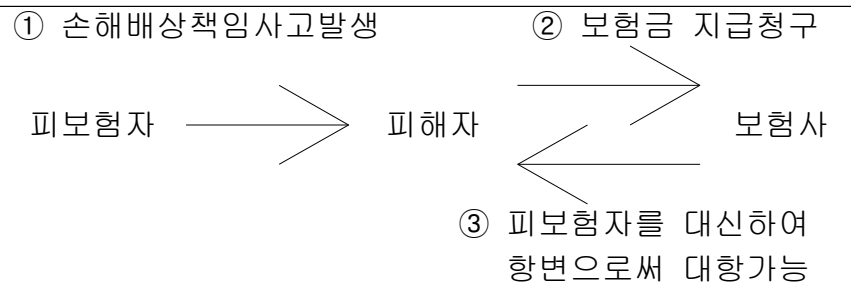 ① 손해배상책임사고발생 ② 보험금 지급청구
피보험자 피해자 보험사
③ 피보험자를 대신하여
항변으로써 대항가능